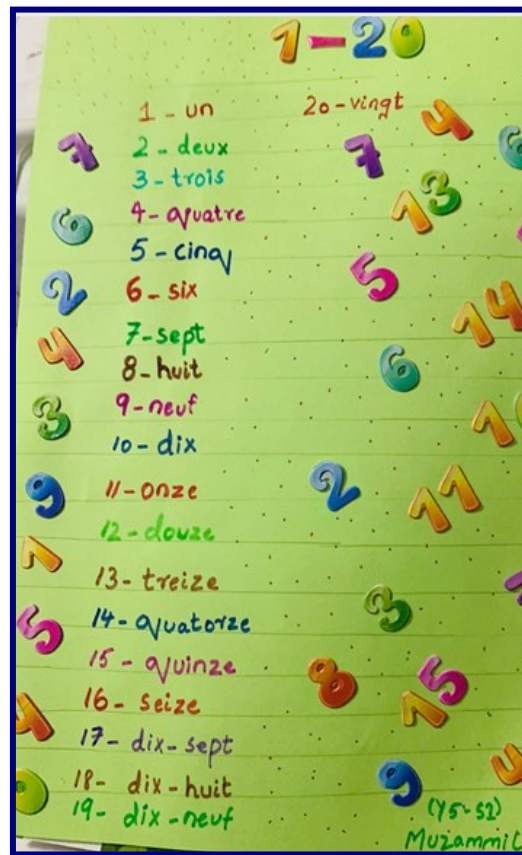 1-20
1 - un
20-vingt
2 - deux
3 - trois
4 - quatre
5 - cinq
6 - six
7 - sept
8 - huit
9 - neuf
10 - dix
11 - onze
12 - douze
13 - treize
14 - quatorze
15 - quinze
16 - seize
17 - dix - sept
18 - dix - huit
19 - dix - neuf
(Y5-S2)